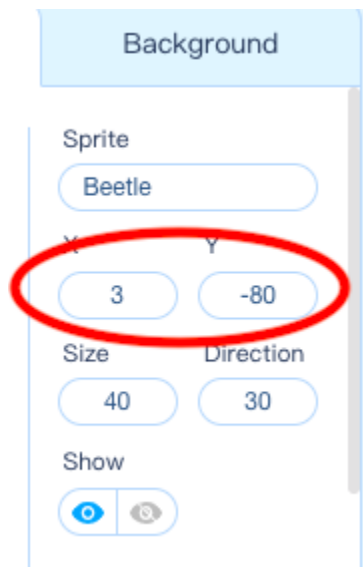 Background
Sprite
Beetle
X Y
3 -80
Size Direction
40 30
Show